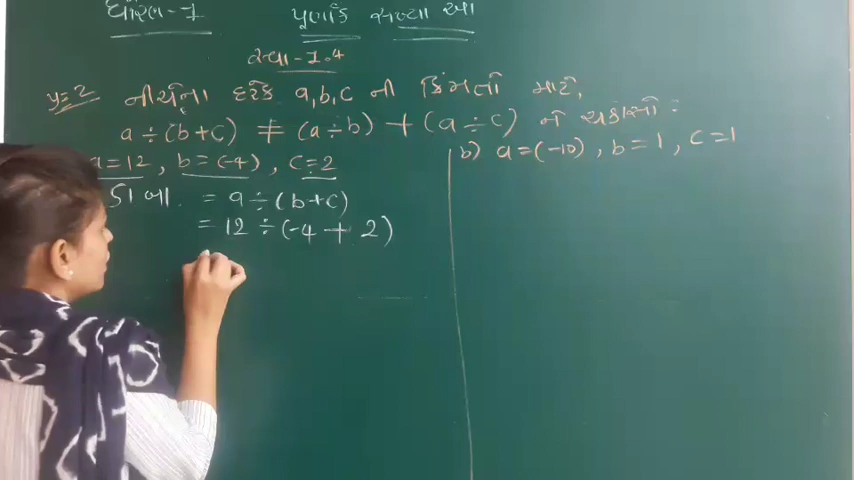 ધોરણ-7 પૂર્ણાંક સંખ્યા આ
સ્વા-1.4
પ્ર=2 નીચેના દરેક a,b,c ની કિંમતો માટે,
a ÷ (b+c) ≠ (a÷b) + (a÷c) ને ચકાસો :
a=12, b=(-4), c=2
ડા બા. = a ÷ (b+c)
= 12 ÷ (-4 + 2)
b) a=(-10), b=1, c=1